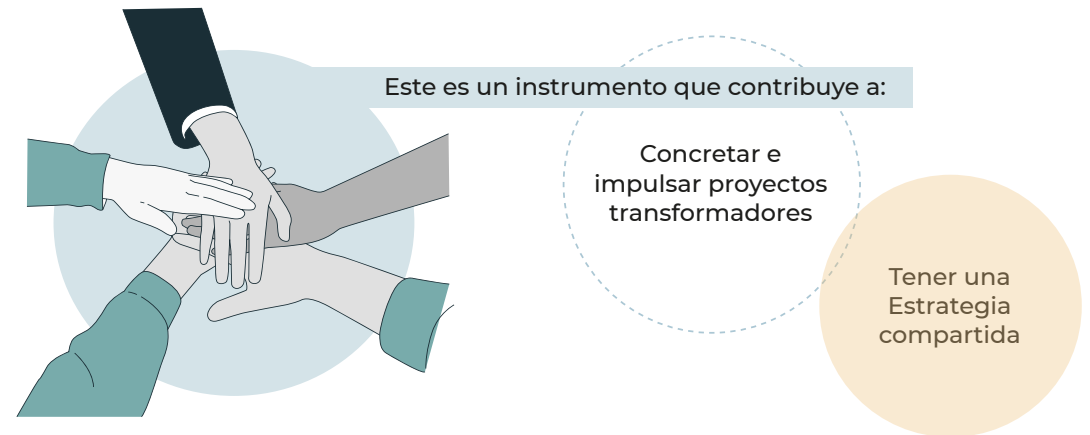 Este es un instrumento que contribuye a:
Concretar e
impulsar proyectos
transformadores
Tener una
Estrategia
compartida